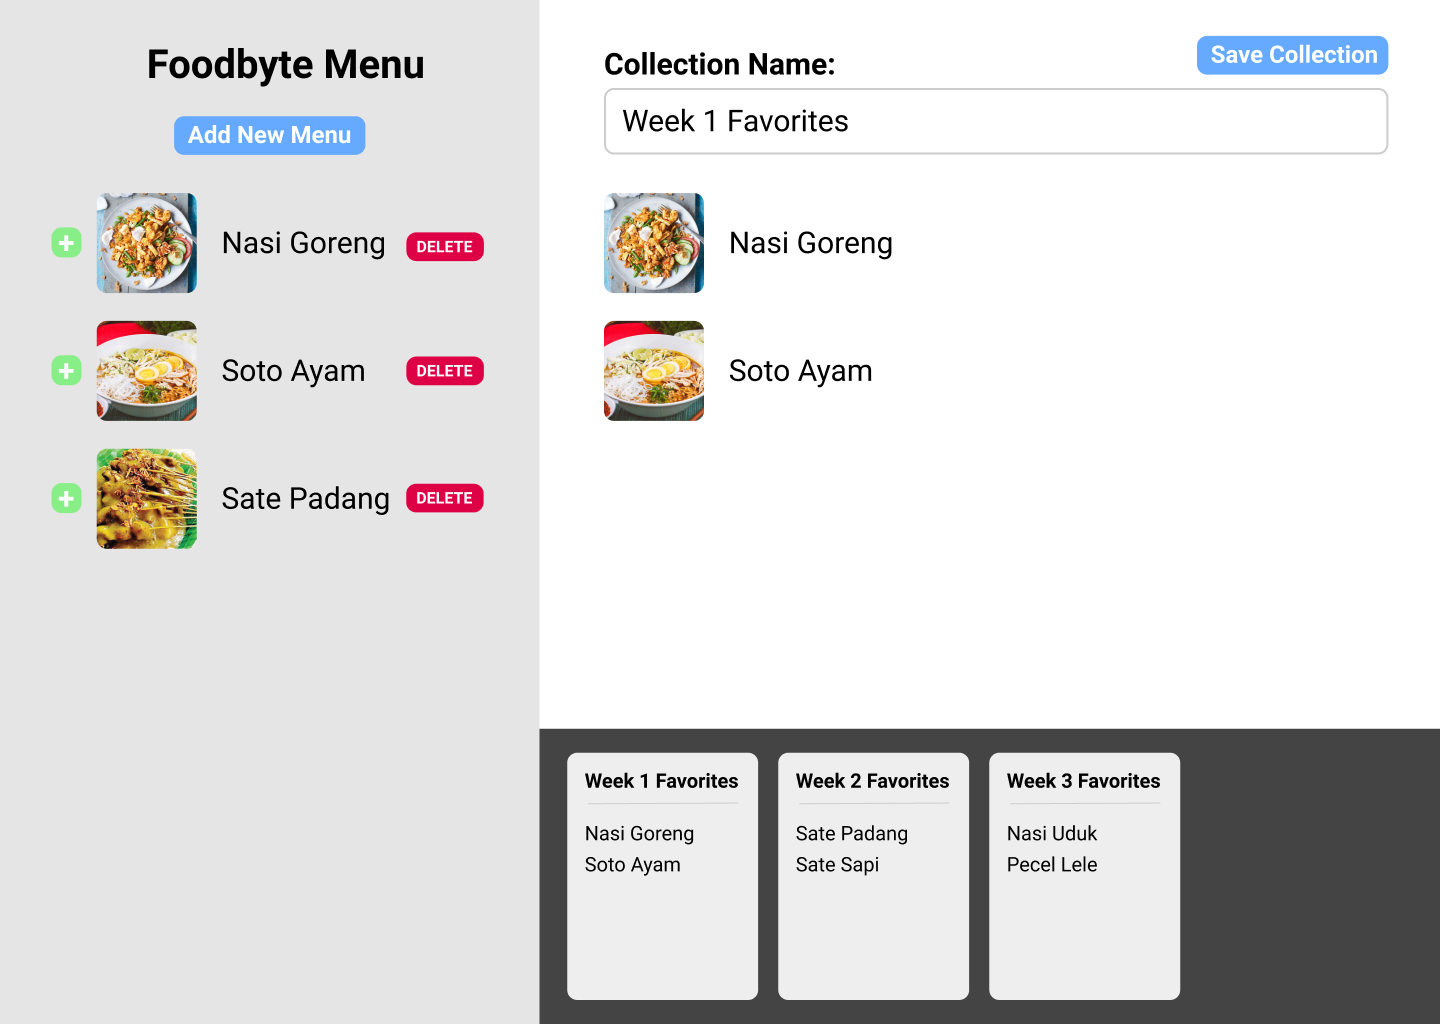 Foodbyte Menu
Add New Menu
Nasi Goreng
DELETE
Soto Ayam
DELETE
Sate Padang
DELETE
Save Collection
Collection Name:
Week 1 Favorites
Nasi Goreng
Soto Ayam
Week 1 Favorites
Nasi Goreng
Soto Ayam
Week 2 Favorites
Sate Padang
Sate Sapi
Week 3 Favorites
Nasi Uduk
Pecel Lele